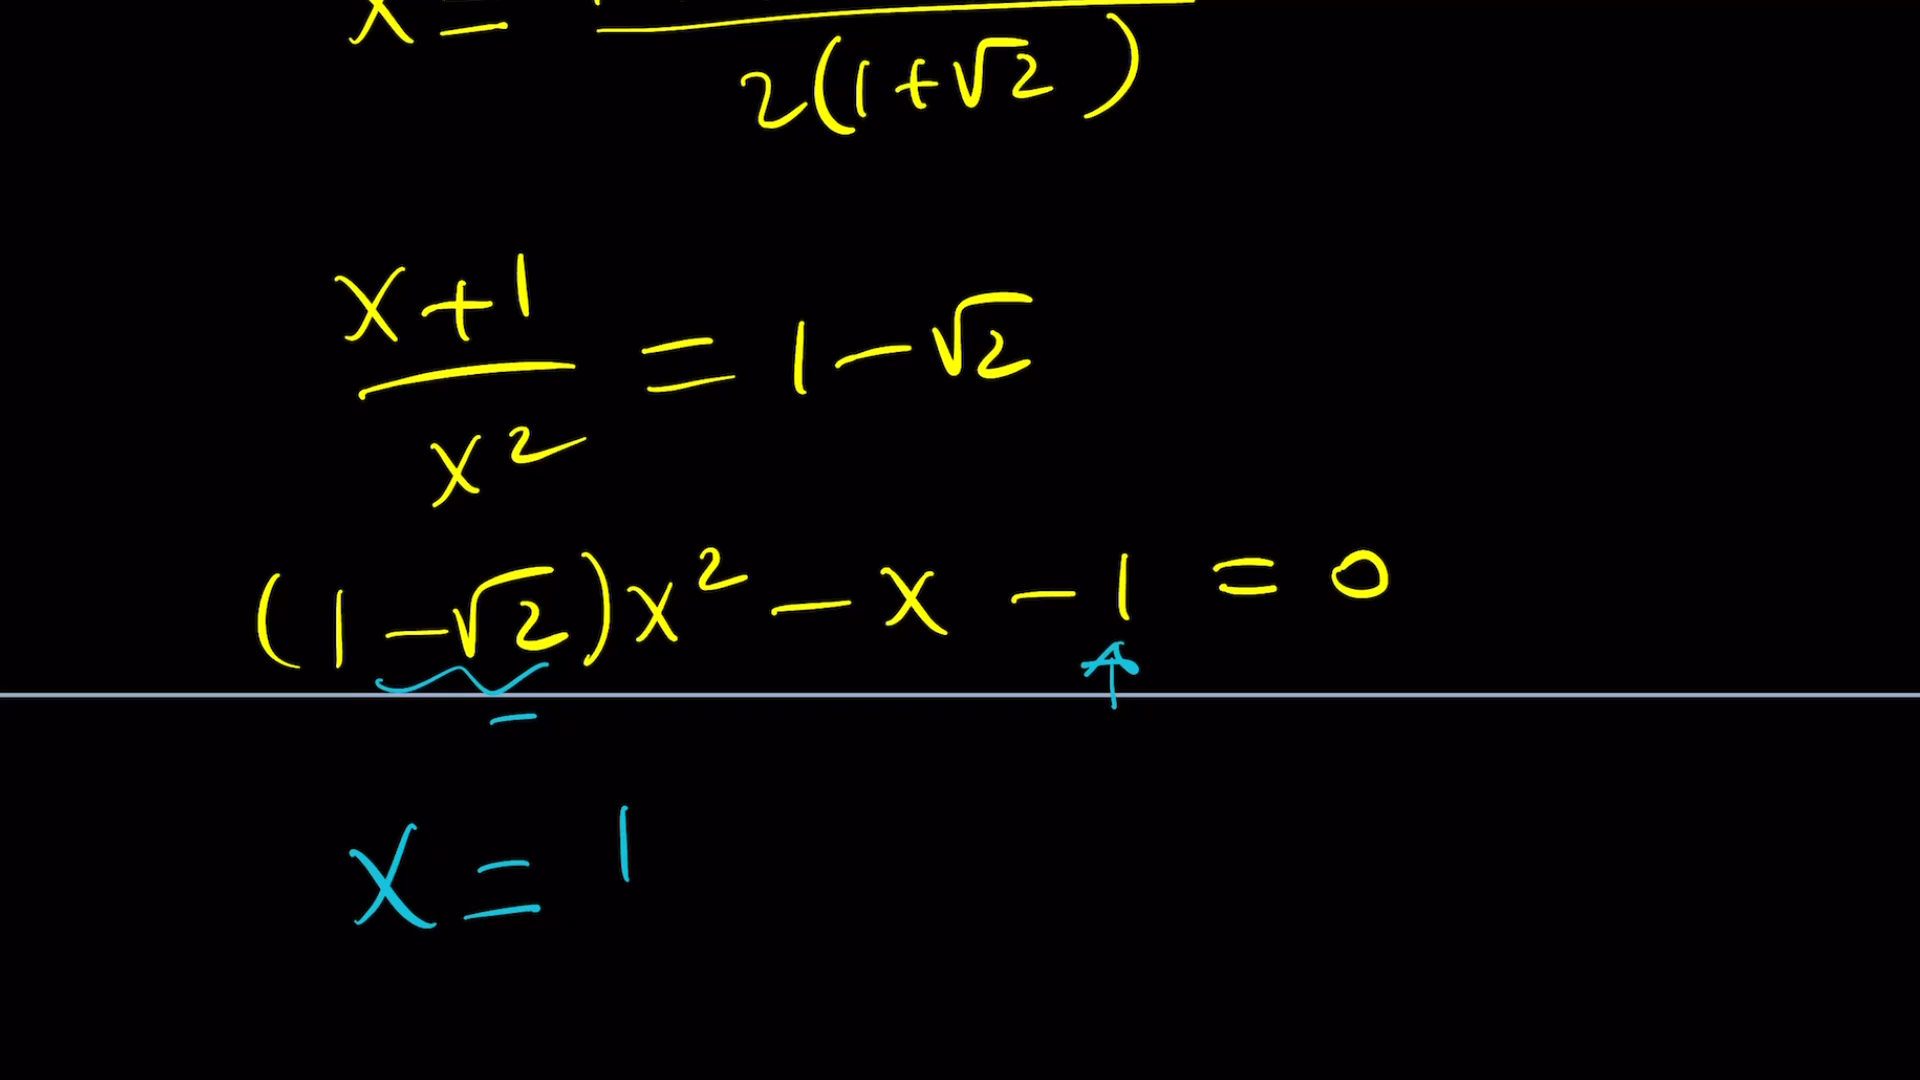 x =
2(1+√2)
x+1
= 1-√2
x²
(1-√2)x² - x - 1 = 0
-
x = 1